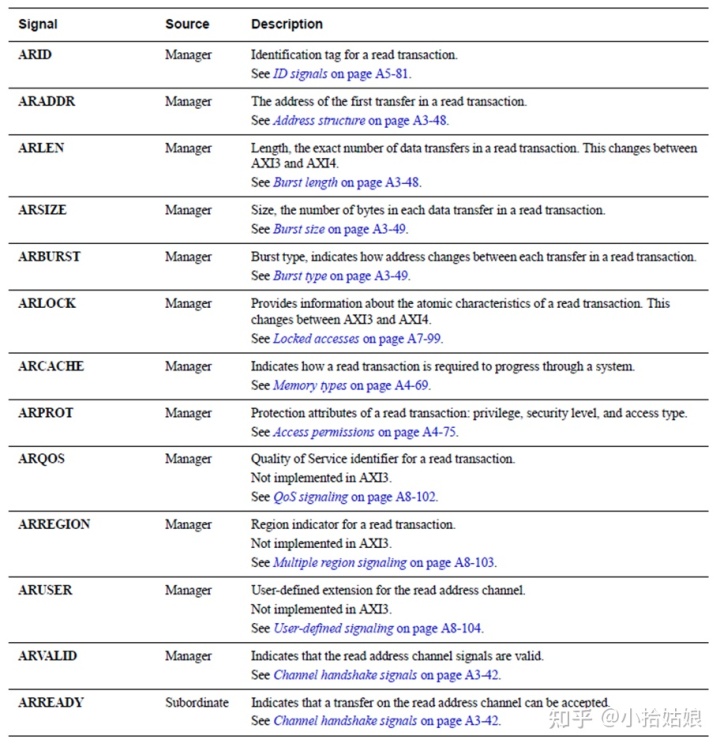 Signal Source Description
ARID Manager Identification tag for a read transaction.
See ID signals on page A5-81.
ARADDR Manager The address of the first transfer in a read transaction.
See Address structure on page A3-48.
ARLEN Manager Length, the exact number of data transfers in a read transaction. This changes between
AXI3 and AXI4.
See Burst length on page A3-48.
ARSIZE Manager Size, the number of bytes in each data transfer in a read transaction.
See Burst size on page A3-49.
ARBURST Manager Burst type, indicates how address changes between each transfer in a read transaction.
See Burst type on page A3-49.
ARLOCK Manager Provides information about the atomic characteristics of a read transaction. This
changes between AXI3 and AXI4.
See Locked accesses on page A7-99.
ARCACHE Manager Indicates how a read transaction is required to progress through a system.
See Memory types on page A4-69.
ARPROT Manager Protection attributes of a read transaction: privilege, security level, and access type.
See Access permissions on page A4-75.
ARQOS Manager Quality of Service identifier for a read transaction.
Not implemented in AXI3.
See QoS signaling on page A8-102.
ARREGION Manager Region indicator for a read transaction.
Not implemented in AXI3.
See Multiple region signaling on page A8-103.
ARUSER Manager User-defined extension for the read address channel.
Not implemented in AXI3.
See User-defined signaling on page A8-104.
ARVALID Manager Indicates that the read address channel signals are valid.
See Channel handshake signals on page A3-42.
ARREADY Subordinate Indicates that a transfer on the read address channel can be accepted.
See Channel handshake signals on page A3-42.
知乎 @小拾姑娘